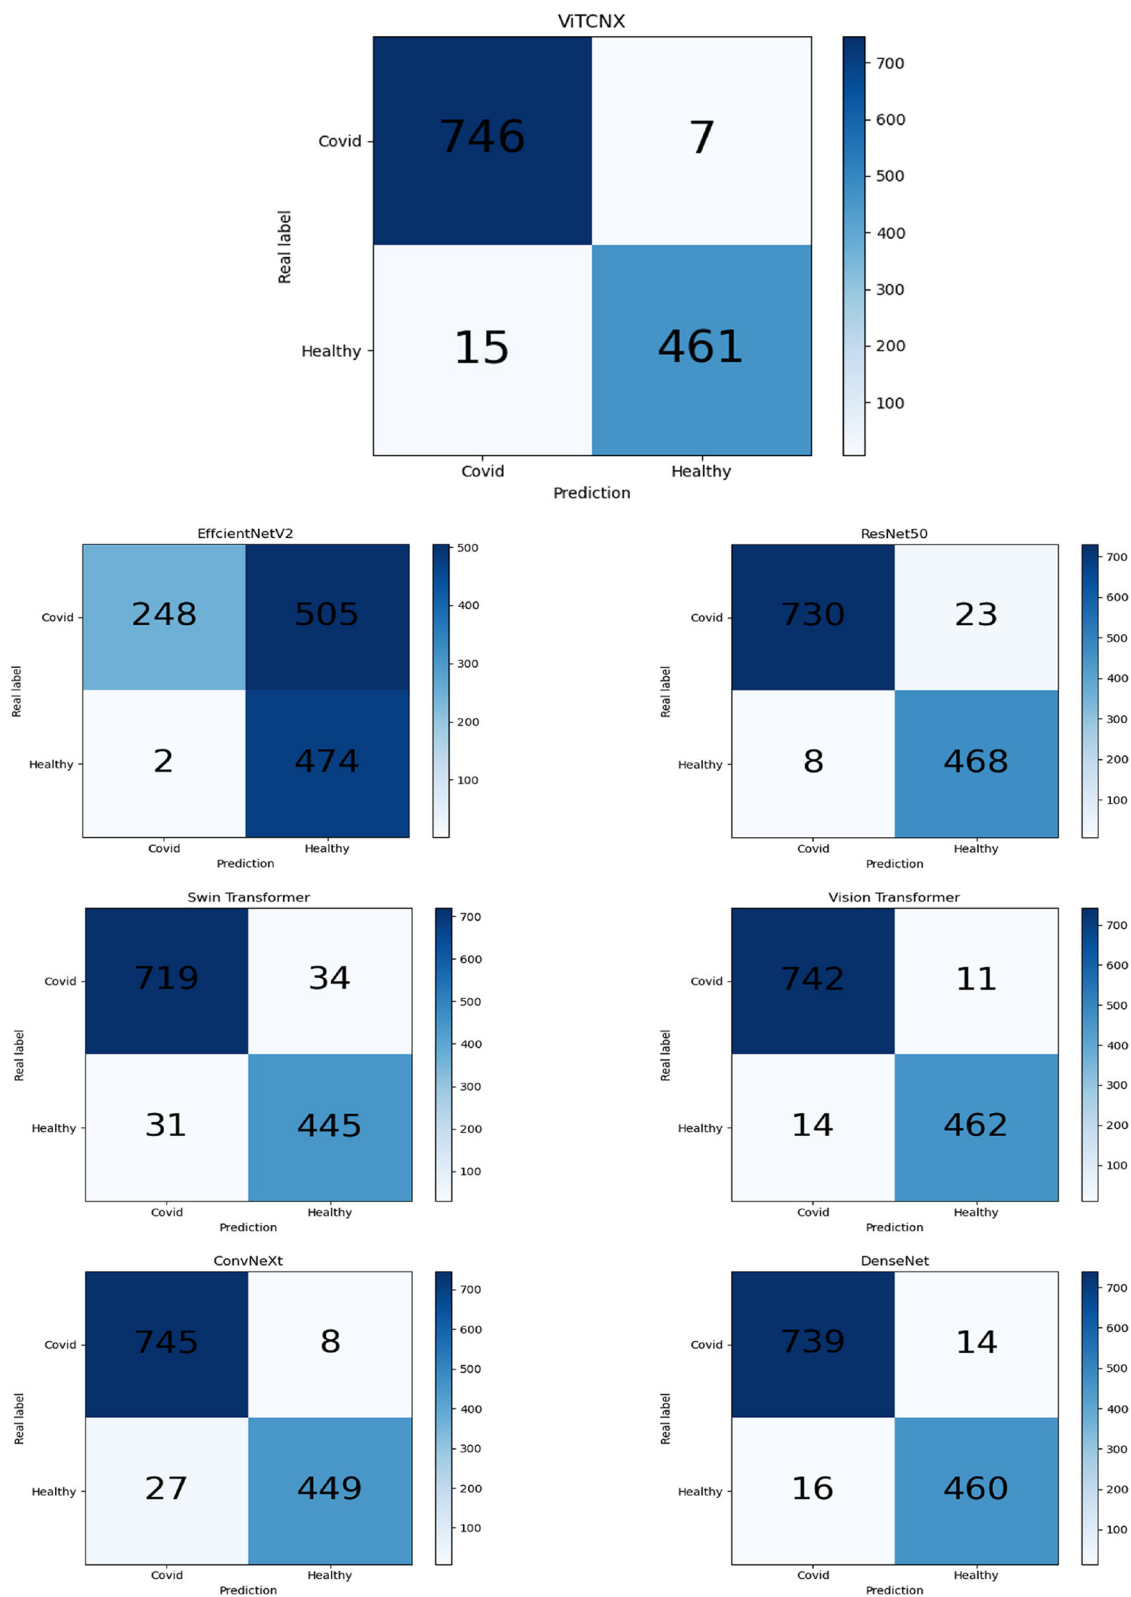 ViTCNX
Covid
746
7
700
600
500
400
300
200
100
Real label
Healthy
15
461
Covid
Healthy
Prediction
EffcientNetV2
Covid
248
505
500
400
300
200
100
Real label
Healthy
2
474
Covid
Healthy
Prediction
ResNet50
Covid
730
23
700
600
500
400
300
200
100
Real label
Healthy
8
468
Covid
Healthy
Prediction
Swin Transformer
Covid
719
34
700
600
500
400
300
200
100
Real label
Healthy
31
445
Covid
Healthy
Prediction
Vision Transformer
Covid
742
11
700
600
500
400
300
200
100
Real label
Healthy
14
462
Covid
Healthy
Prediction
ConvNeXt
Covid
745
8
700
600
500
400
300
200
100
Real label
Healthy
27
449
Covid
Healthy
Prediction
DenseNet
Covid
739
14
700
600
500
400
300
200
100
Real label
Healthy
16
460
Covid
Healthy
Prediction